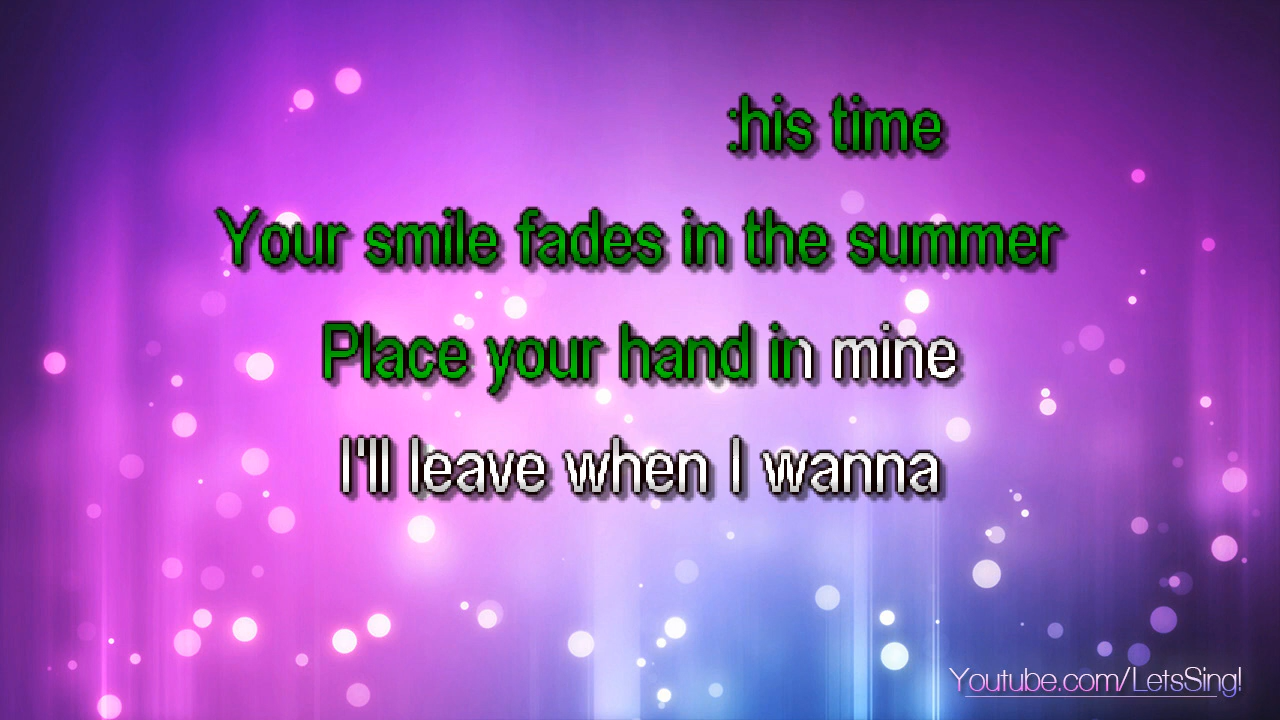 his time
Your smile fades in the summer
Place your hand in mine
I'll leave when I wanna
Youtube.com/LetsSing!